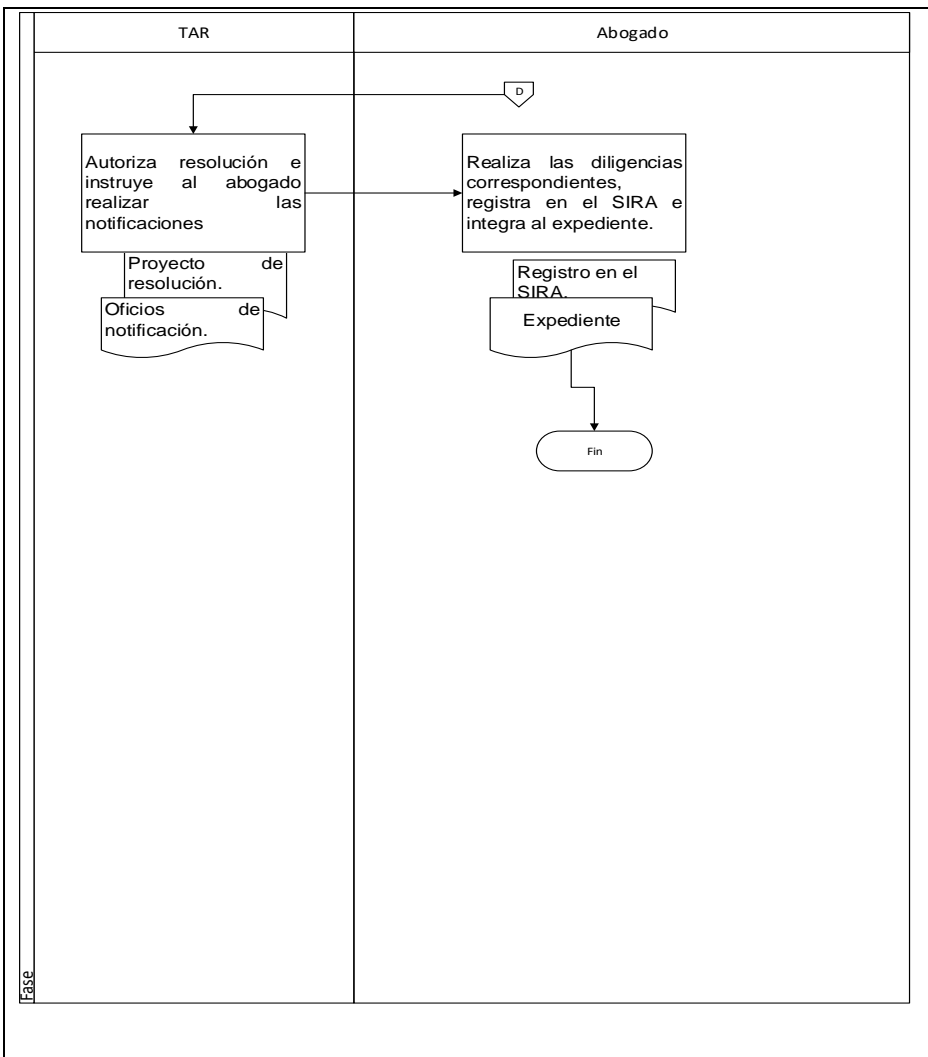 TAR
Abogado
D
Autoriza resolución e
instruye al abogado
realizar las
notificaciones
Realiza las diligencias
correspondientes,
registra en el SIRA e
integra al expediente.
Proyecto de
resolución.
Oficios de
notificación.
Registro en el
SIRA.
Expediente
Fin
Fase